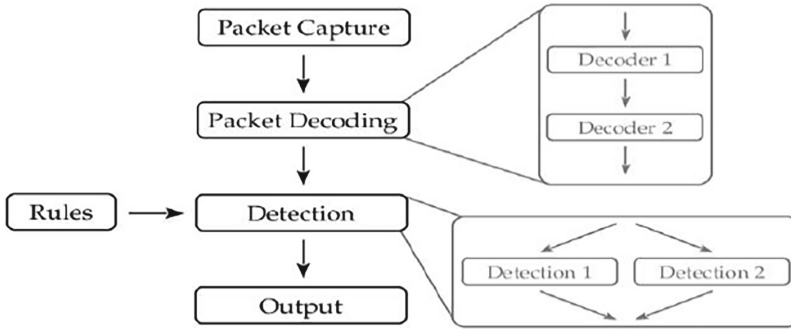 Packet Capture
Decoder 1
Packet Decoding
Decoder 2
Rules
Detection
Detection 1
Detection 2
Output